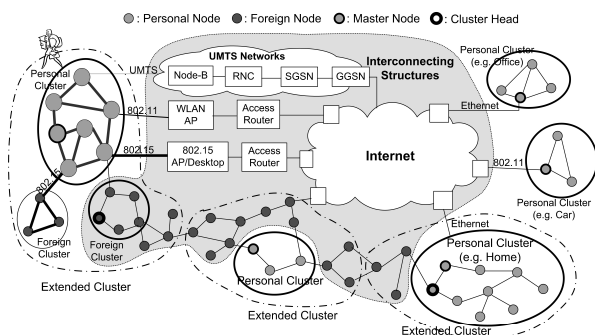 : Personal Node : Foreign Node : Master Node : Cluster Head
UMTS Networks
Node-B
RNC
SGSN
GGSN
Interconnecting
Structures
Personal Cluster
(e.g. Office)
Personal
Cluster
UMTS
802.11
WLAN
AP
Access
Router
Ethernet
802.15
802.15
AP/Desktop
Access
Router
Internet
802.11
802.15
Foreign
Cluster
Foreign
Cluster
Personal Cluster
(e.g. Car)
Ethernet
Personal Cluster
(e.g. Home)
Personal Cluster
Extended Cluster
Extended Cluster
Extended Cluster